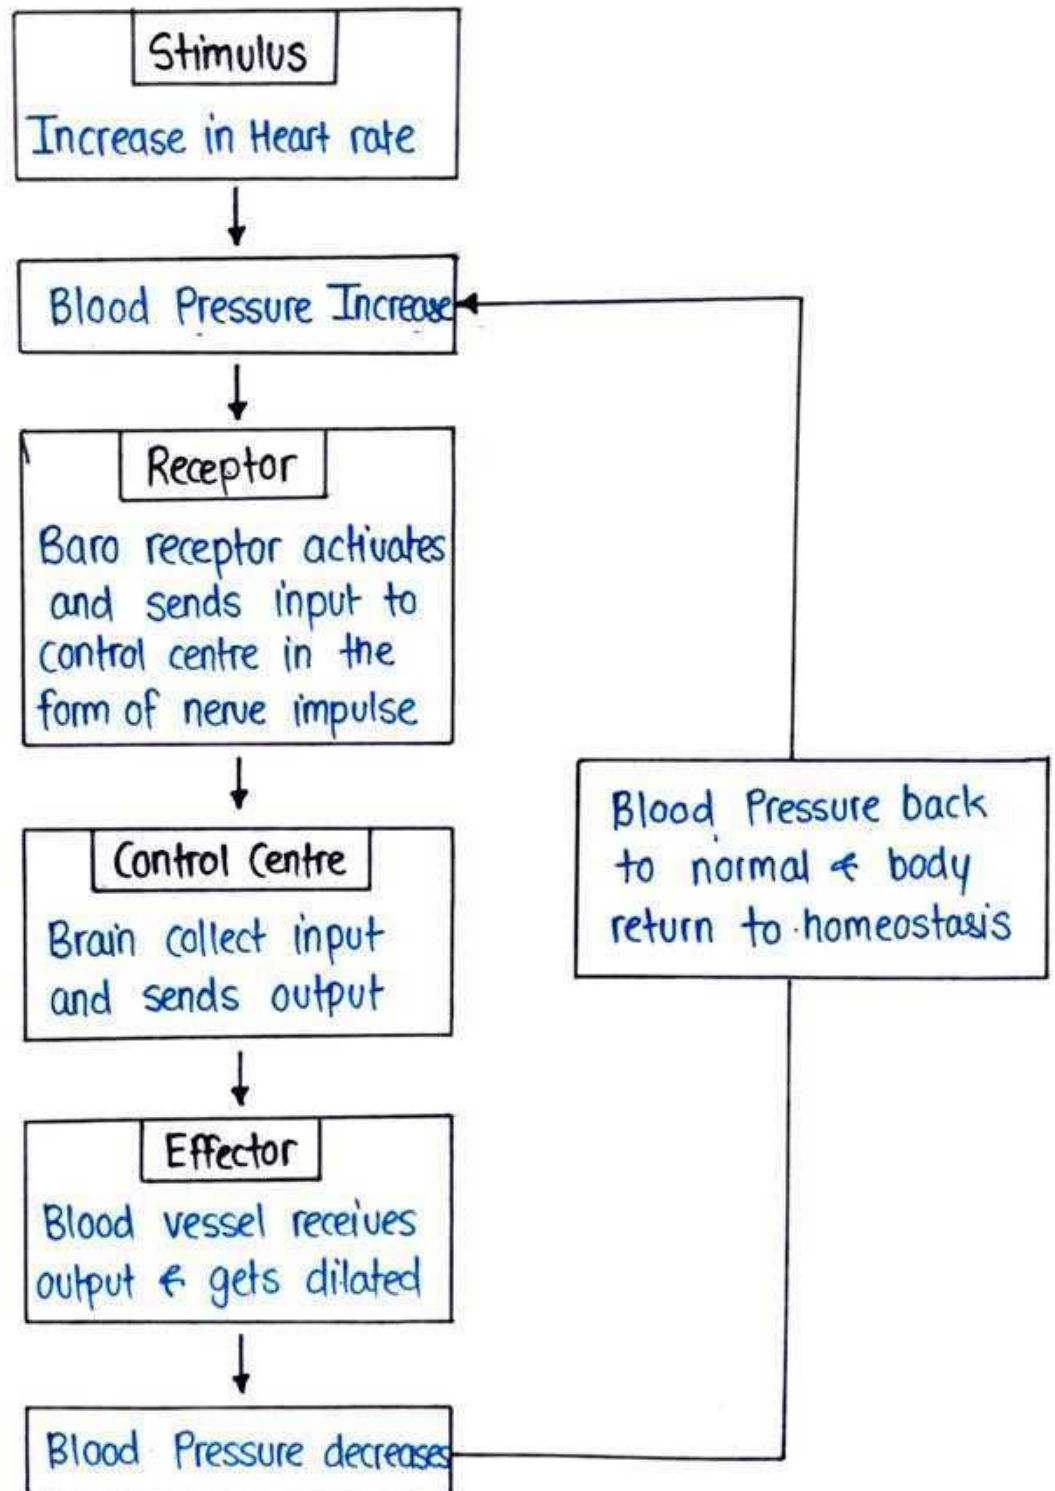 Stimulus
Increase in Heart rate
Blood Pressure Increase
Receptor
Baro receptor activates
and sends input to
control centre in the
form of nerve impulse
Control Centre
Brain collect input
and sends output
Effector
Blood vessel receives
output & gets dilated
Blood Pressure decreases
Blood Pressure back
to normal & body
return to homeostasis